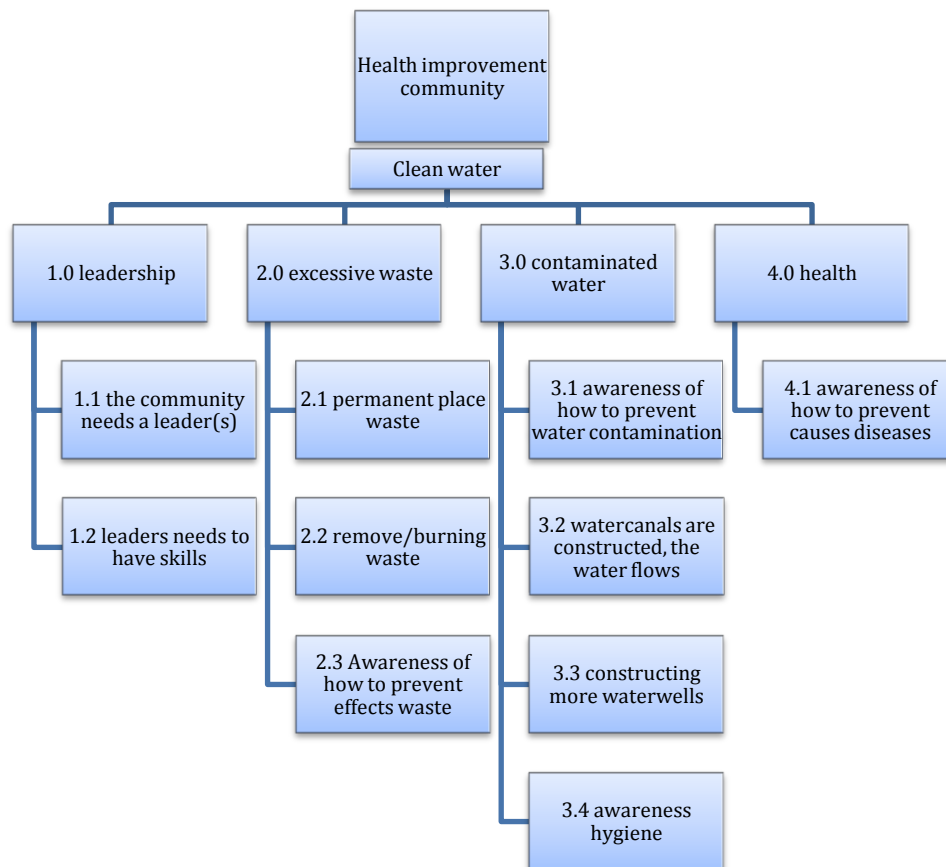 Health improvement
community
Clean water
1.0 leadership
2.0 excessive waste
3.0 contaminated
water
4.0 health
1.1 the community
needs a leader(s)
2.1 permanent place
waste
3.1 awareness of
how to prevent
water contamination
4.1 awareness of
how to prevent
causes diseases
1.2 leaders needs to
have skills
2.2 remove/burning
waste
3.2 watercanals are
constructed, the
water flows
2.3 Awareness of
how to prevent
effects waste
3.3 constructing
more waterwells
3.4 awareness
hygiene